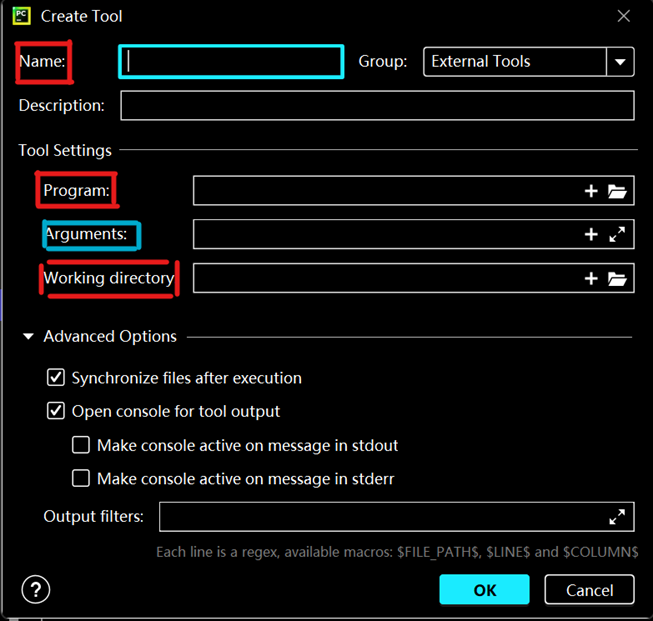 PC Create Tool
Name: Group: External Tools
Description:
Tool Settings
Program:
Arguments:
Working directory
Advanced Options
Synchronize files after execution
Open console for tool output
Make console active on message in stdout
Make console active on message in stderr
Output filters:
Each line is a regex, available macros: $FILE_PATH$, $LINE$ and $COLUMN$
? OK Cancel